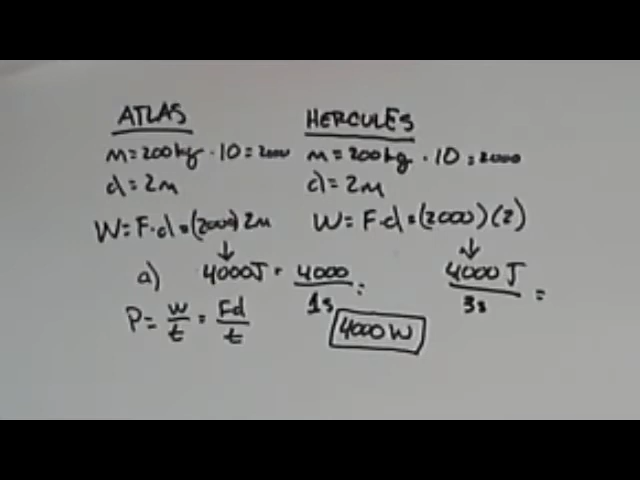 ATLAS
m=200kg · 10 = 2000
d = 2m
W= F·d = (2000) 2m
↓
a) 4000J = 4000 / 1s =
P = W/t = Fd/t
4000 W
HERCULES
m = 200kg · 10 = 2000
d = 2m
W = F·d = (2000)(2)
↓
4000 J / 3s =